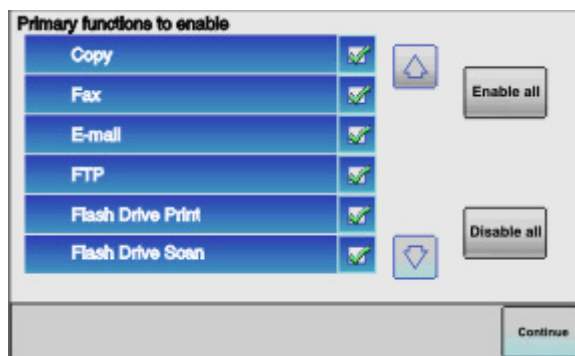 Primary functions to enable
Copy
Fax
E-mail
FTP
Flash Drive Print
Flash Drive Scan
Enable all
Disable all
Continue